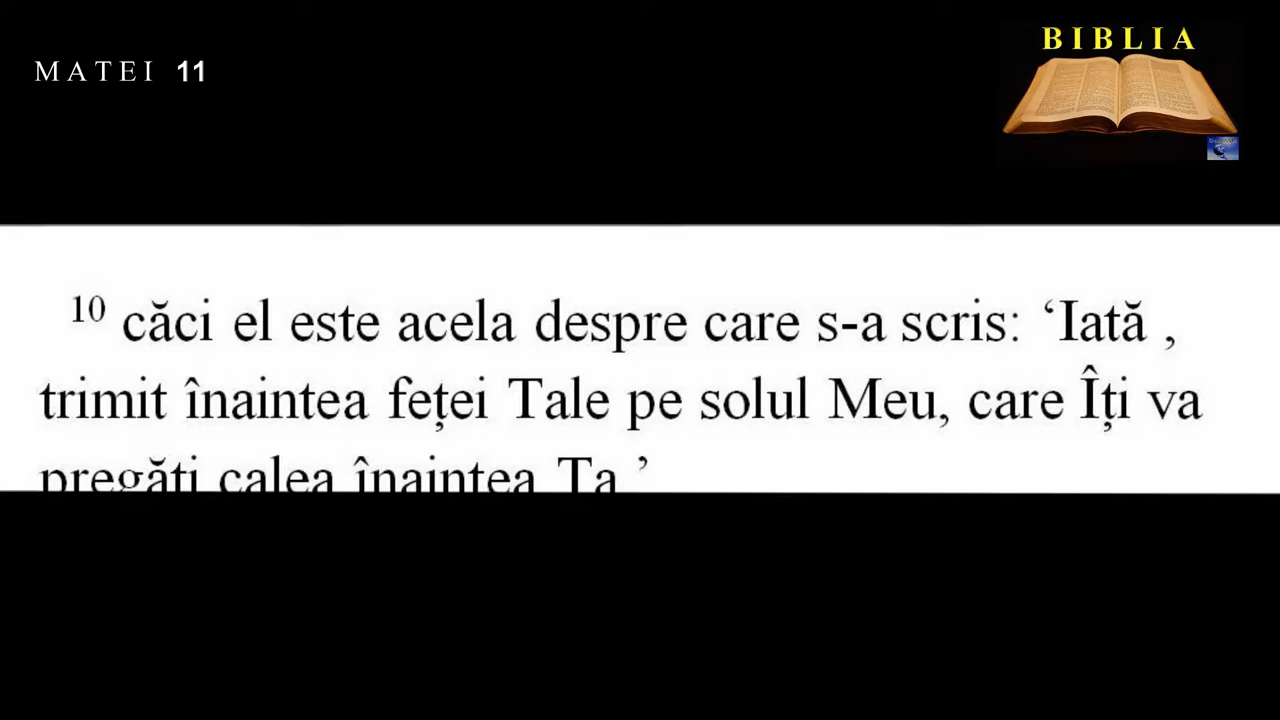 BIBLIA
MATEI 11
10 căci el este acela despre care s-a scris: ‘Iată ,
trimit înaintea feței Tale pe solul Meu, care Îți va
pregăti calea înaintea Ta ’